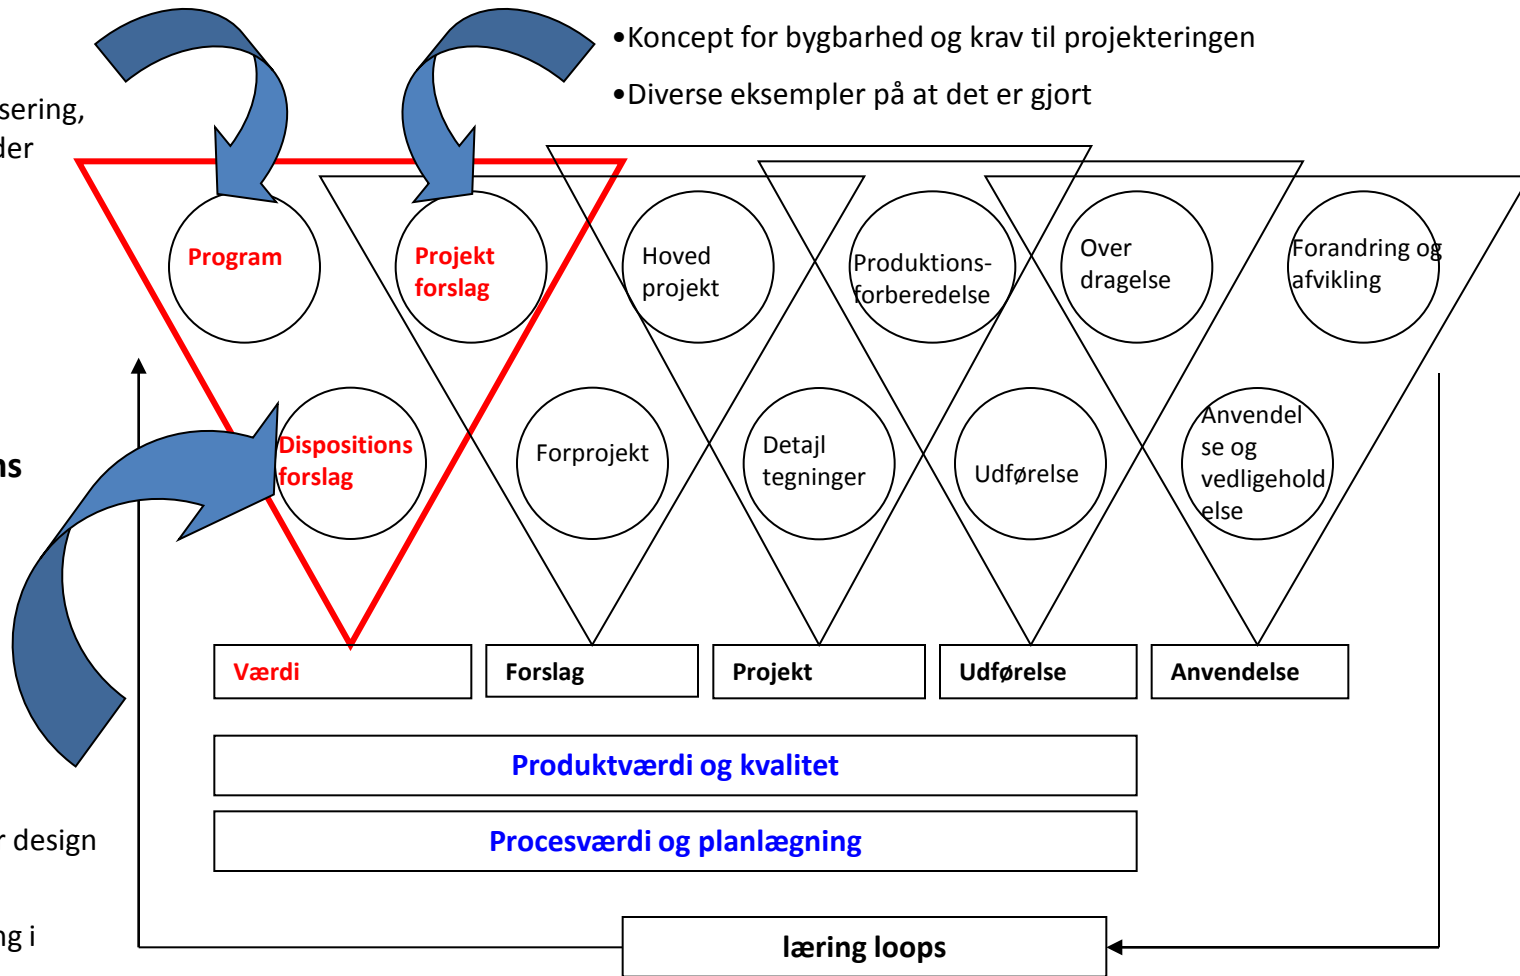 •Koncept for bygbarhed og krav til projekteringen
•Diverse eksempler på at det er gjort
sering,
der
Program
Projekt
forslag
Hoved
projekt
Produktions-
forberedelse
Over
dragelse
Forandring og
afvikling
Dispositions
forslag
Forprojekt
Detajl
tegninger
Udførelse
Anvendel
se og
vedligehold
else
ns
Værdi
Forslag
Projekt
Udførelse
Anvendelse
Produktværdi og kvalitet
Procesværdi og planlægning
r design
ng i
læring loops